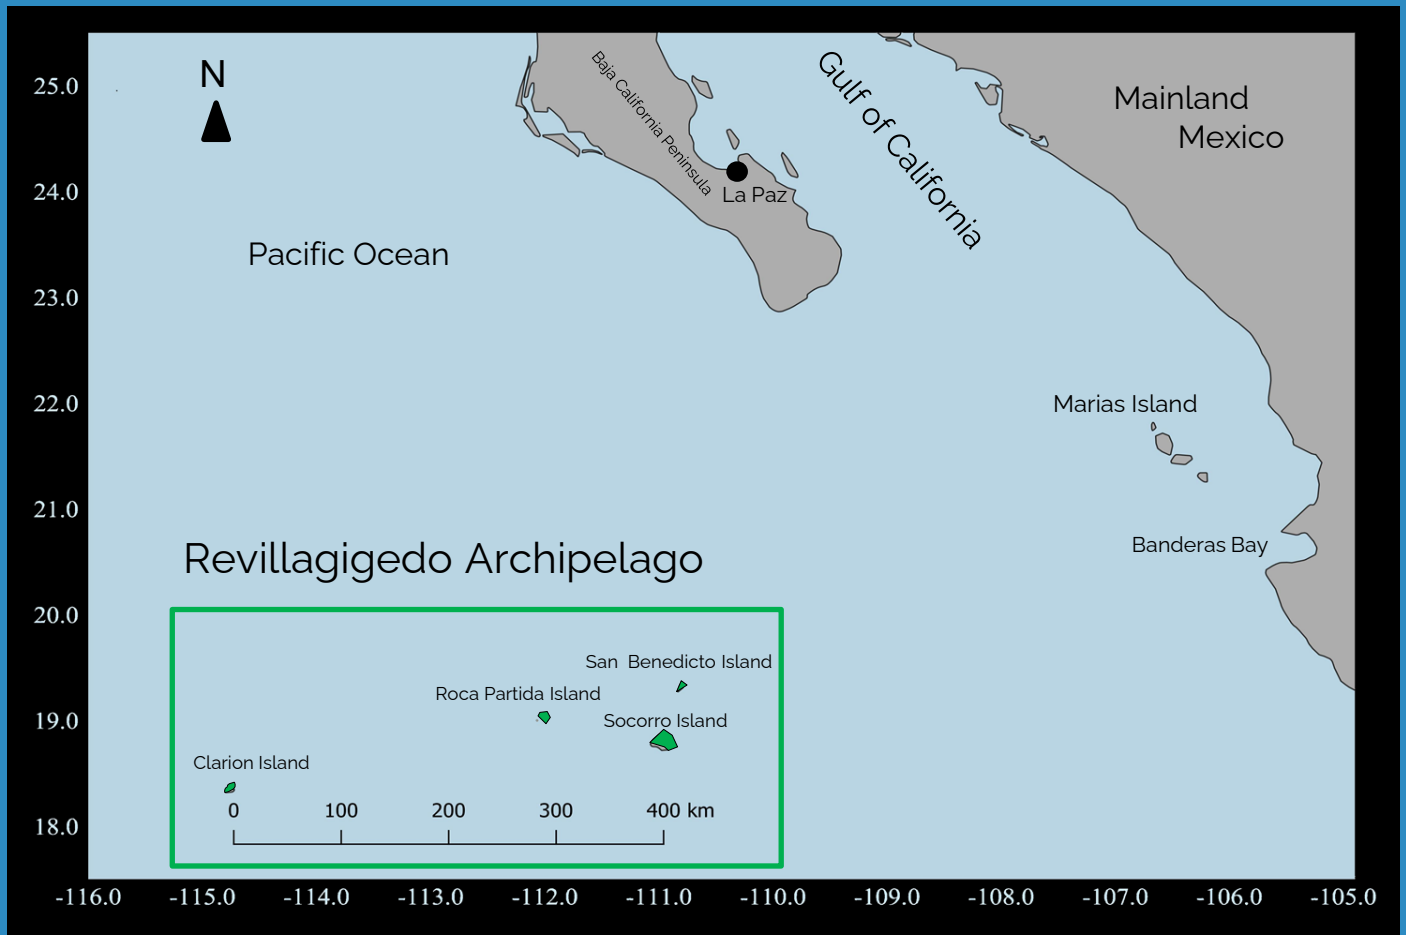 25.0
24.0
23.0
22.0
21.0
20.0
19.0
18.0
N
Baja California Peninsula
Gulf of California
Mainland
Mexico
La Paz
Pacific Ocean
Marias Island
Banderas Bay
Revillagigedo Archipelago
San Benedicto Island
Roca Partida Island
Socorro Island
Clarion Island
0 100 200 300 400 km
-116.0 -115.0 -114.0 -113.0 -112.0 -111.0 -110.0 -109.0 -108.0 -107.0 -106.0 -105.0